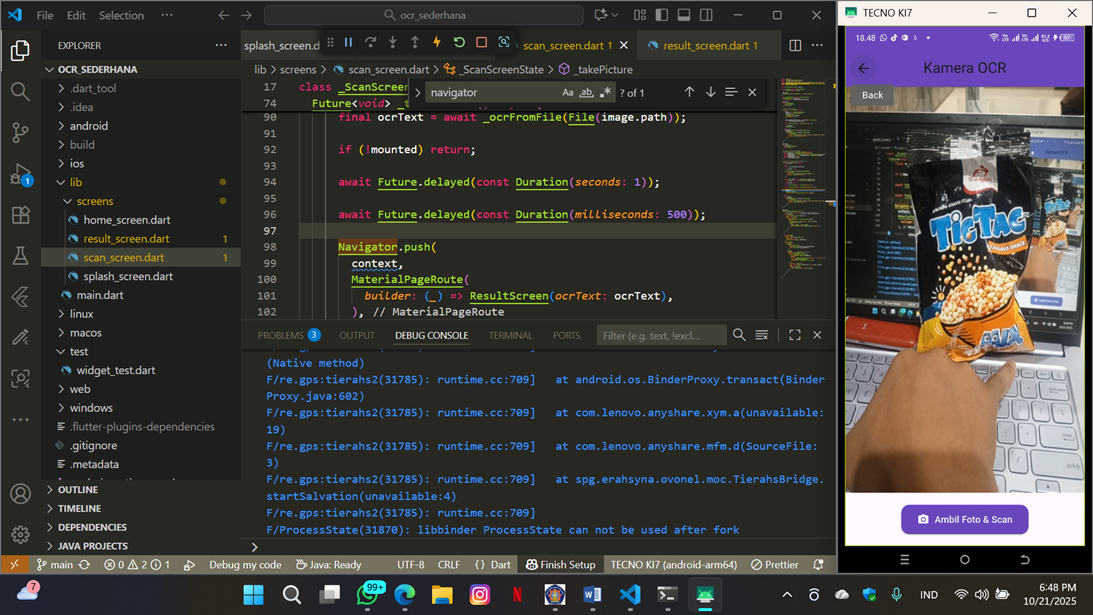 File Edit Selection ··· ocr_sederhana
TECNO KI7
EXPLORER
OCR_SEDERHANA
.dart_tool
.idea
android
build
ios
lib
screens
home_screen.dart
result_screen.dart 1
scan_screen.dart 1
splash_screen.dart
main.dart
linux
macos
test
widget_test.dart
web
windows
.flutter-plugins-dependencies
.gitignore
.metadata
OUTLINE
TIMELINE
DEPENDENCIES
JAVA PROJECTS
splash_screen.d
scan_screen.dart 1
result_screen.dart 1
lib > screens > scan_screen.dart > _ScanScreenState > _takePicture
navigator Aa ab ? of 1
17 class _ScanScree
74 Future<void> _t
90 final ocrText = await _ocrFromFile(File(image.path));
91
92 if (!mounted) return;
93
94 await Future.delayed(const Duration(seconds: 1));
95
96 await Future.delayed(const Duration(milliseconds: 500));
97
98 Navigator.push(
99 context,
100 MaterialPageRoute(
101 builder: (_) => ResultScreen(ocrText: ocrText),
102 ), // MaterialPageRoute
PROBLEMS 3 OUTPUT DEBUG CONSOLE TERMINAL PORTS Filter (e.g. text, !excl...
(Native method)
F/re.gps:tierahs2(31785): runtime.cc:709] at android.os.BinderProxy.transact(Binder
Proxy.java:602)
F/re.gps:tierahs2(31785): runtime.cc:709] at com.lenovo.anyshare.xym.a(unavailable:
19)
F/re.gps:tierahs2(31785): runtime.cc:709] at com.lenovo.anyshare.mfm.d(SourceFile:
3)
F/re.gps:tierahs2(31785): runtime.cc:709] at spg.erahsyna.ovonel.moc.TierahsBridge.
startSalvation(unavailable:4)
F/re.gps:tierahs2(31785): runtime.cc:709]
F/ProcessState(31870): libbinder ProcessState can not be used after fork
18.48
Kamera OCR
Back
TicTac
CASSAVA SNACK
MIX
Ambil Foto & Scan
main 0 2 1 Debug my code Java: Ready UTF-8 CRLF {} Dart Finish Setup TECNO KI7 (android-arm64) Prettier
7 99+ IND 6:48 PM
10/21/2025